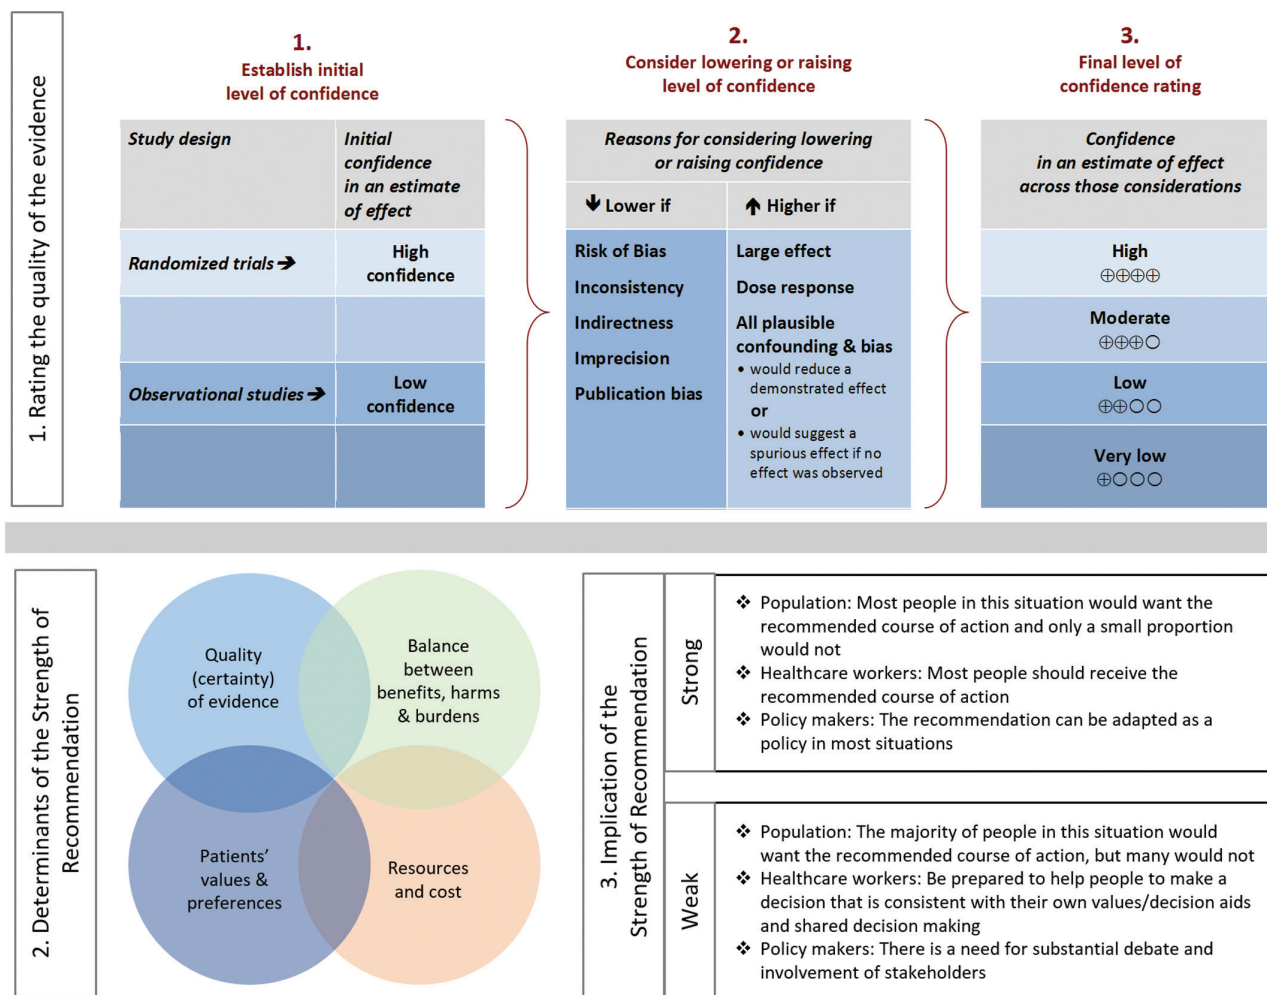 1. Rating the quality of the evidence
1.
Establish initial
level of confidence
2.
Consider lowering or raising
level of confidence
3.
Final level of
confidence rating
Study design
Initial
confidence
in an estimate
of effect
Randomized trials ➔
High
confidence
Observational studies ➔
Low
confidence
Reasons for considering lowering
or raising confidence
🡻 Lower if
🡹 Higher if
Risk of Bias
Inconsistency
Indirectness
Imprecision
Publication bias
Large effect
Dose response
All plausible
confounding & bias
• would reduce a
demonstrated effect
or
• would suggest a
spurious effect if no
effect was observed
Confidence
in an estimate of effect
across those considerations
High
⊕⊕⊕⊕
Moderate
⊕⊕⊕○
Low
⊕⊕○○
Very low
⊕○○○
2. Determinants of the Strength of
Recommendation
Quality
(certainty)
of evidence
Balance
between
benefits, harms
& burdens
Patients’
values &
preferences
Resources
and cost
3. Implication of the
Strength of Recommendation
Strong
❖ Population: Most people in this situation would want the
recommended course of action and only a small proportion
would not
❖ Healthcare workers: Most people should receive the
recommended course of action
❖ Policy makers: The recommendation can be adapted as a
policy in most situations
Weak
❖ Population: The majority of people in this situation would
want the recommended course of action, but many would not
❖ Healthcare workers: Be prepared to help people to make a
decision that is consistent with their own values/decision aids
and shared decision making
❖ Policy makers: There is a need for substantial debate and
involvement of stakeholders